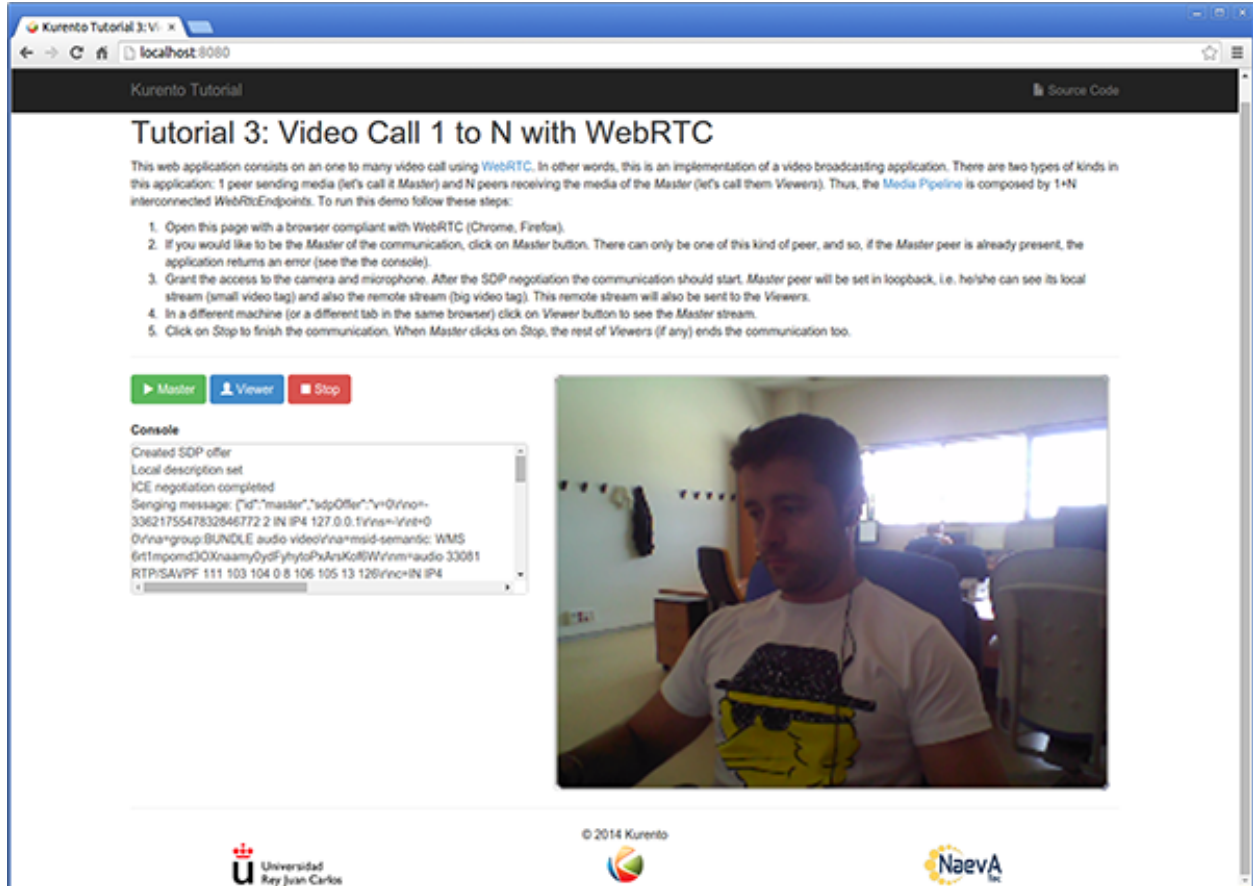 Kurento Tutorial 3: Vi
localhost:8080
Kurento Tutorial
Source Code
Tutorial 3: Video Call 1 to N with WebRTC
This web application consists on an one to many video call using WebRTC. In other words, this is an implementation of a video broadcasting application. There are two types of kinds in
this application: 1 peer sending media (let's call it Master) and N peers receiving the media of the Master (let's call them Viewers). Thus, the Media Pipeline is composed by 1+N
interconnected WebRtcEndpoints. To run this demo follow these steps:
1. Open this page with a browser compliant with WebRTC (Chrome, Firefox).
2. If you would like to be the Master of the communication, click on Master button. There can only be one of this kind of peer, and so, if the Master peer is already present, the
application returns an error (see the the console).
3. Grant the access to the camera and microphone. After the SDP negotiation the communication should start. Master peer will be set in loopback, i.e. he/she can see its local
stream (small video tag) and also the remote stream (big video tag). This remote stream will also be sent to the Viewers.
4. In a different machine (or a different tab in the same browser) click on Viewer button to see the Master stream.
5. Click on Stop to finish the communication. When Master clicks on Stop, the rest of Viewers (if any) ends the communication too.
Master
Viewer
Stop
Console
Created SDP offer
Local description set
ICE negotiation completed
Senging message: {"id":"master","sdpOffer":"v=0\r\no=-
3362175547832846772 2 IN IP4 127.0.0.1\r\ns=-\r\nt=0
0\r\na=group:BUNDLE audio video\r\na=msid-semantic: WMS
RTP/SAVPF 111 103 104 0 8 106 105 13 126\r\nc=IN IP4
© 2014 Kurento
Universidad
Rey Juan Carlos
NaevA
Tec